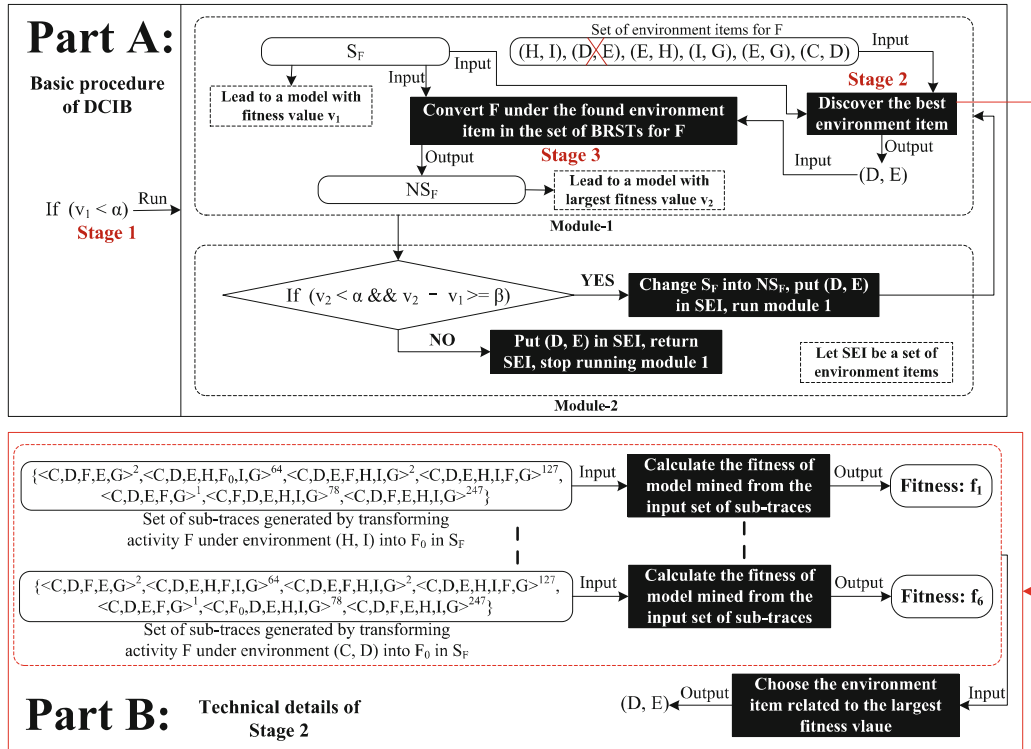 Part A:
Basic procedure
of DCIB
If (v1 < α)
Run
Stage 1
Set of environment items for F
SF
(H, I), (D, E), (E, H), (I, G), (E, G), (C, D)
Input
Input
Input
Stage 2
Lead to a model with
fitness value v1
Convert F under the found environment
item in the set of BRSTs for F
Discover the best
environment item
Output
Stage 3
Input
Output
(D, E)
NSF
Lead to a model with
largest fitness value v2
Module-1
If (v2 < α && v2 − v1 >= β)
YES
Change SF into NSF, put (D, E)
in SEI, run module 1
NO
Put (D, E) in SEI, return
SEI, stop running module 1
Let SEI be a set of
environment items
Module-2
{<C,D,F,E,G>2,<C,D,E,H,F0,I,G>64,<C,D,E,F,H,I,G>2,<C,D,E,H,I,F,G>127,
<C,D,E,F,G>1,<C,F,D,E,H,I,G>78,<C,D,F,E,H,I,G>247}
Input
Calculate the fitness of
model mined from the
input set of sub-traces
Output
Fitness: f1
Set of sub-traces generated by transforming
activity F under environment (H, I) into F0 in SF
{<C,D,F,E,G>2,<C,D,E,H,F,I,G>64,<C,D,E,F,H,I,G>2,<C,D,E,H,I,F,G>127,
<C,D,E,F,G>1,<C,F0,D,E,H,I,G>78,<C,D,F,E,H,I,G>247}
Input
Calculate the fitness of
model mined from the
input set of sub-traces
Output
Fitness: f6
Set of sub-traces generated by transforming
activity F under environment (C, D) into F0 in SF
Part B:
Technical details of
Stage 2
(D, E)
Output
Choose the environment
item related to the largest
fitness vlaue
Input